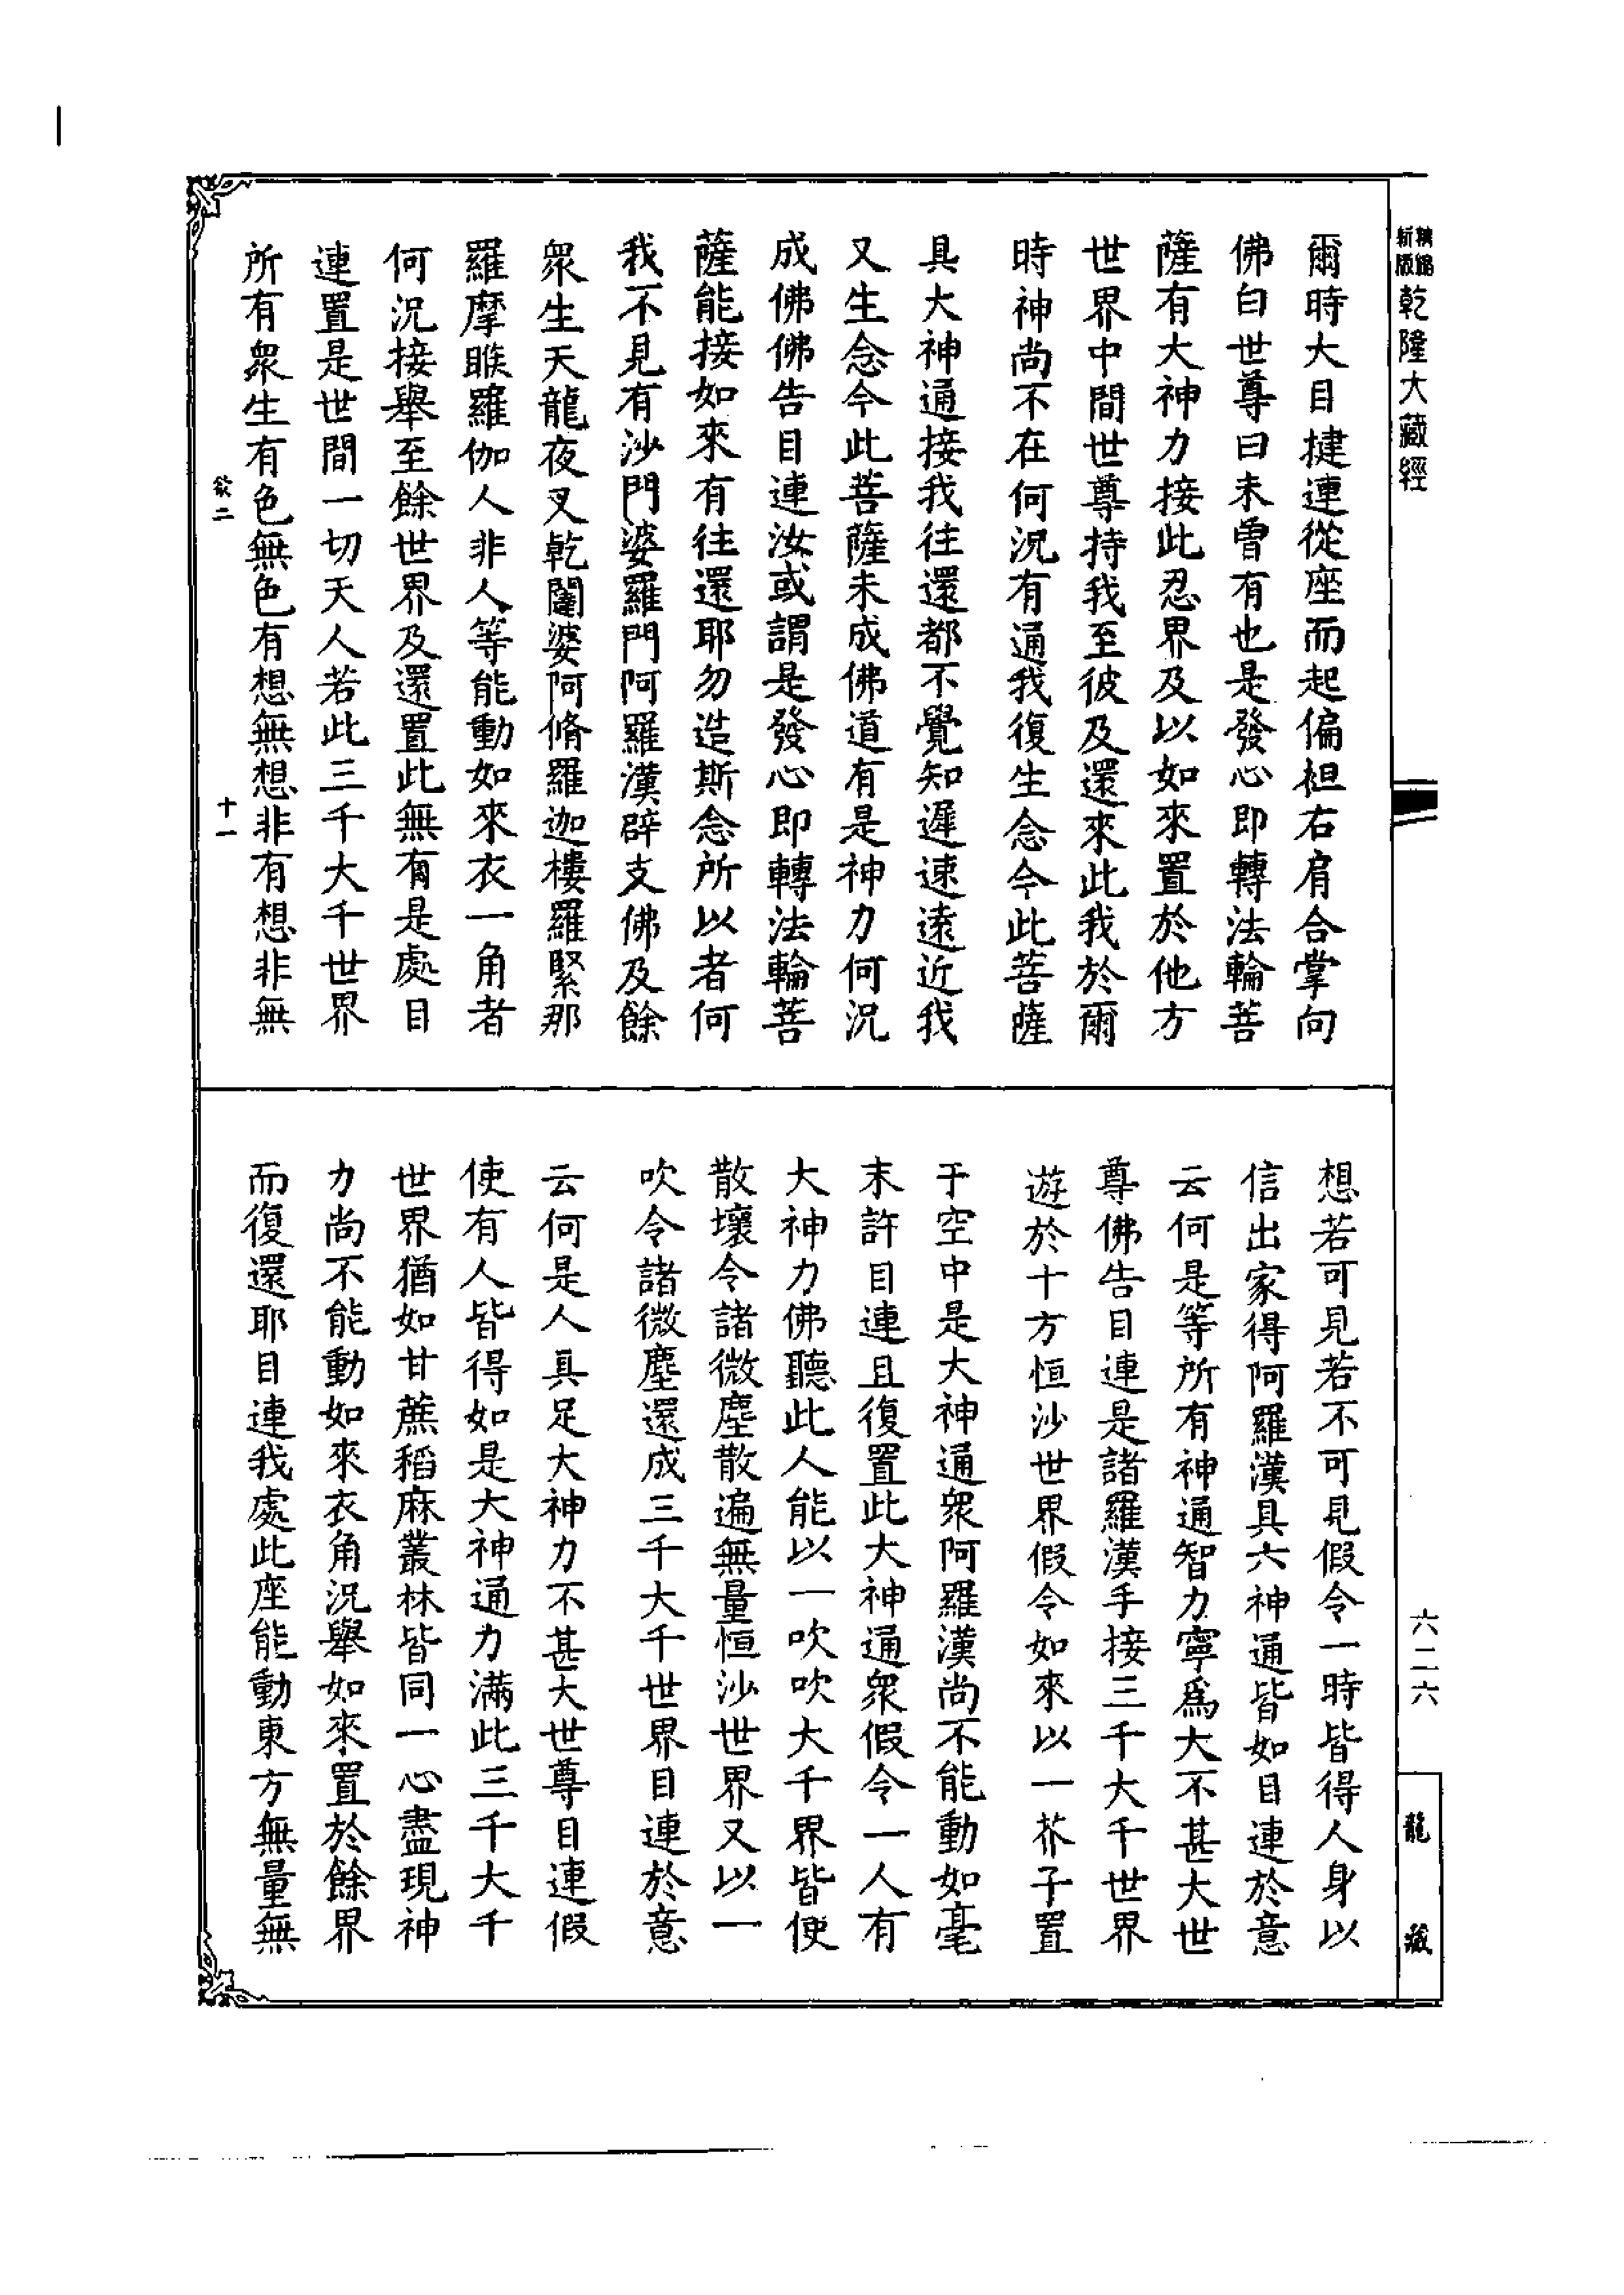 新版
精縮
乾隆大藏經
爾時大目揵連從座而起偏袒右肩合掌向
佛白世尊曰未曾有也是發心即轉法輪菩
薩有大神力接此忍界及以如來置於他方
世界中間世尊持我至彼及還來此我於爾
時神尚不在何況有通我復生念今此菩薩
具大神通接我往還都不覺知遲速遠近我
又生念今此菩薩未成佛道有是神力何況
成佛佛告目連汝或謂是發心即轉法輪菩
薩能接如來有往還耶勿造斯念所以者何
我不見有沙門婆羅門阿羅漢辟支佛及餘
眾生天龍夜叉乾闥婆阿脩羅迦樓羅緊那
羅摩睺羅伽人非人等能動如來衣一角者
何況接舉至餘世界及還置此無有是處目
連置是世間一切天人若此三千大千世界
所有衆生有色無色有想無想非有想非無
欲二
十一
想若可見若不可見假令一時皆得人身以
信出家得阿羅漢具六神通皆如目連於意
云何是等所有神通智力寧爲大不甚大世
尊佛告目連是諸羅漢手接三千大千世界
遊於十方恒沙世界假令如來以一芥子置
于空中是大神通衆阿羅漢尚不能動如毫
末許目連且復置此大神通衆假令一人有
大神力佛聽此人能以一吹吹大千界皆使
散壞令諸微塵散遍無量恒沙世界又以一
吹令諸微塵還成三千大千世界目連於意
云何是人具足大神力不甚大世尊目連假
使有人皆得如是大神通力滿此三千大千
世界猶如甘蔗稻麻叢林皆同一心盡現神
力尚不能動如來衣角況舉如來置於餘界
而復還耶目連我處此座能動東方無量無
六二六
龍藏